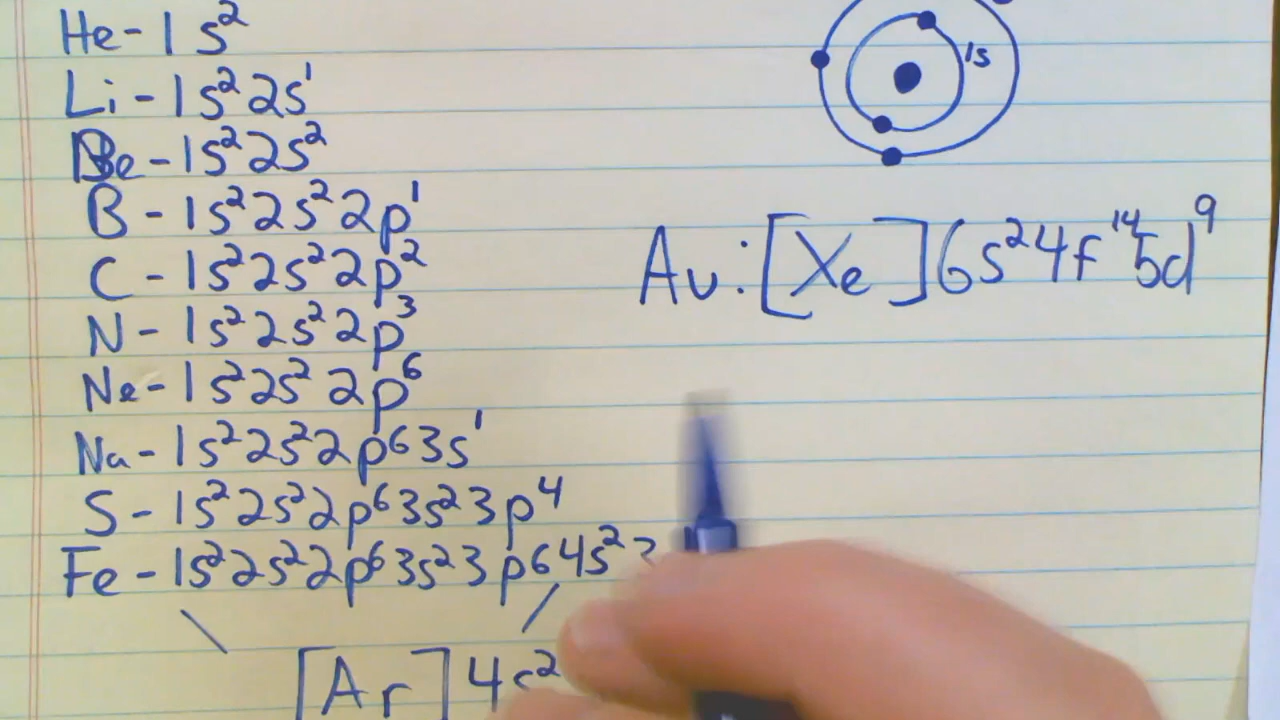 He - 1s²
Li - 1s²2s¹
Be - 1s²2s²
B - 1s²2s²2p¹
C - 1s²2s²2p²
N - 1s²2s²2p³
Ne - 1s²2s²2p⁶
Na - 1s²2s²2p⁶3s¹
S - 1s²2s²2p⁶3s²3p⁴
Fe - 1s²2s²2p⁶3s²3p⁶4s²3
[Ar]4s²
1s
Au: [Xe]6s²4f¹⁴5d⁹